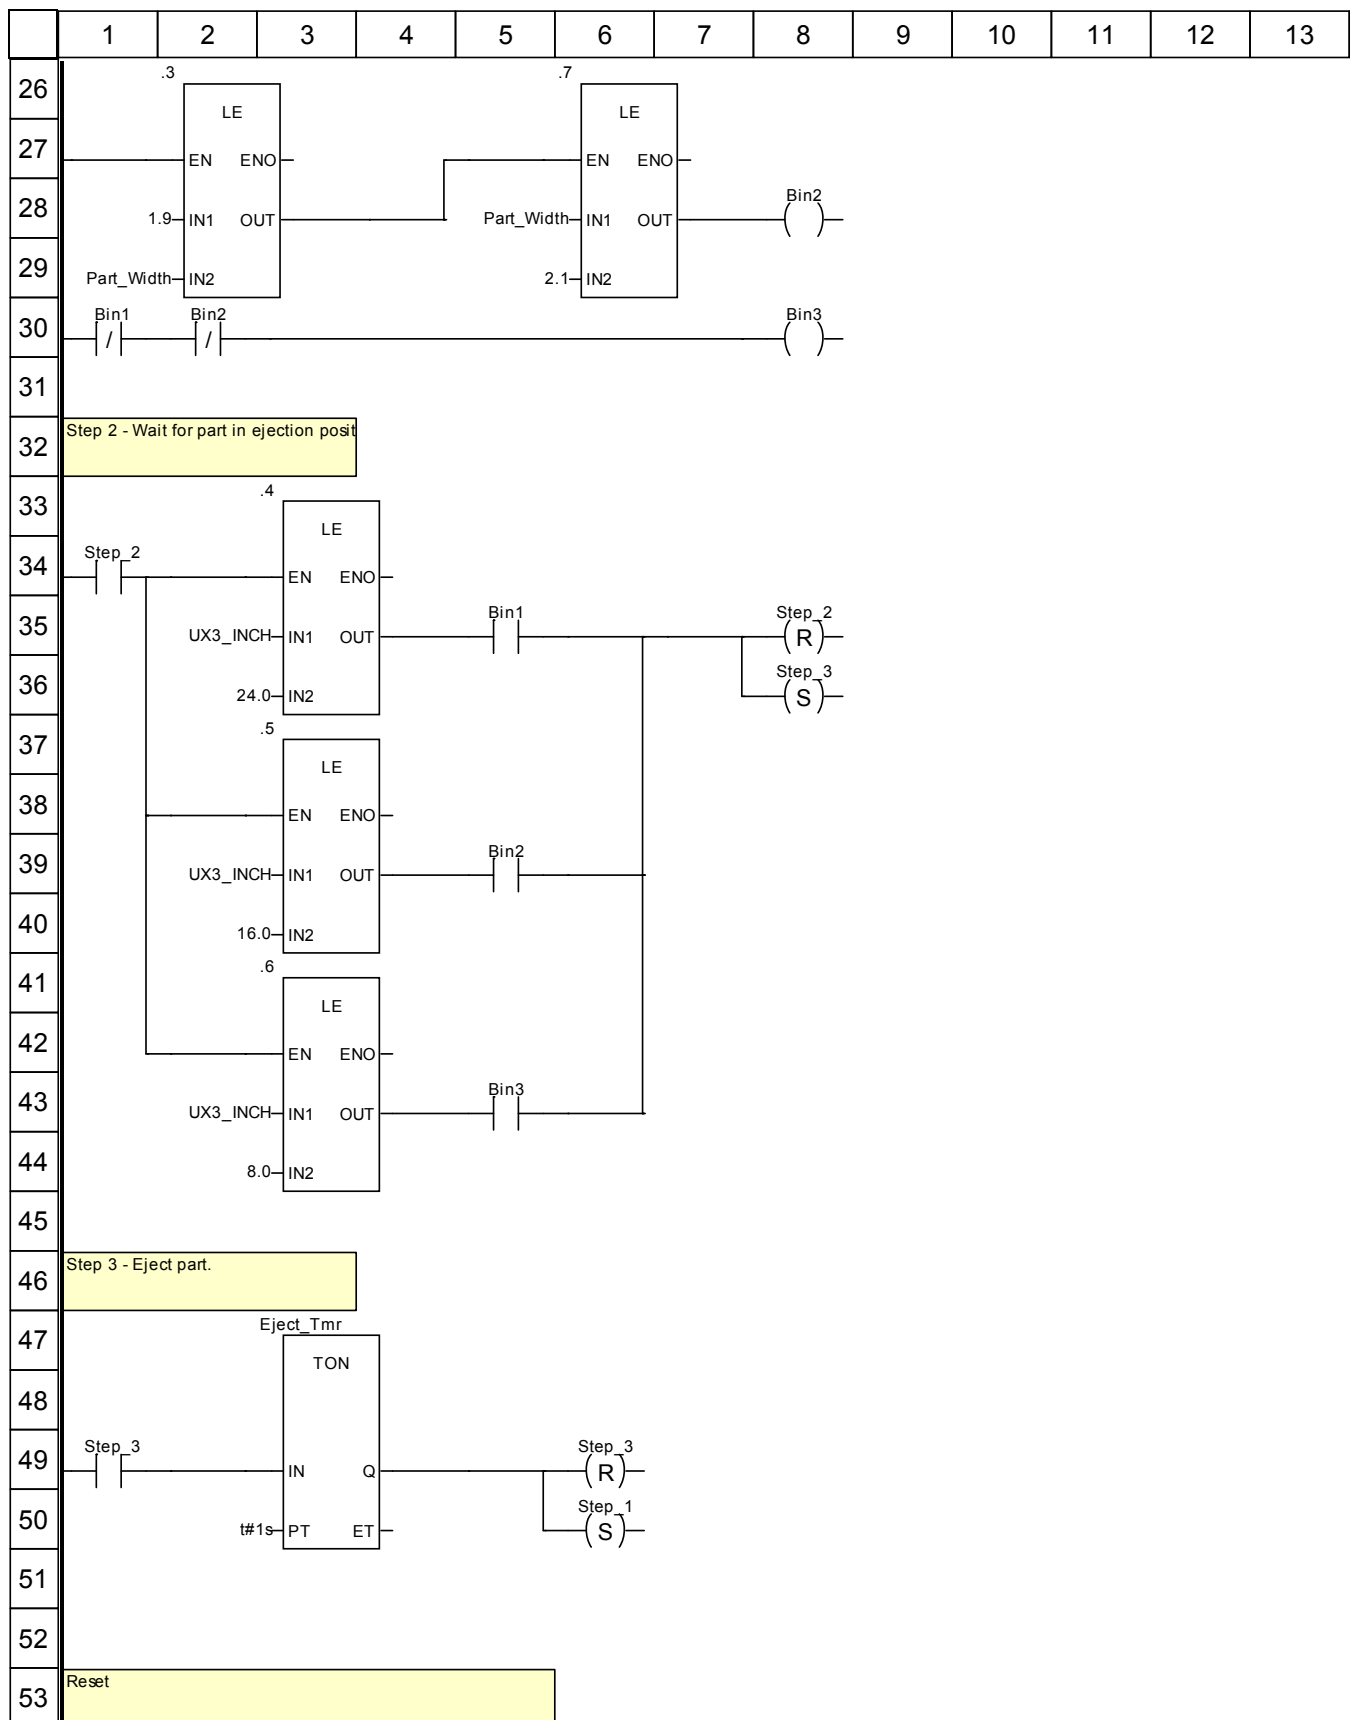 1 2 3 4 5 6 7 8 9 10 11 12 13
26 .3 .7
LE LE
27 EN ENO EN ENO
Bin2
28 1.9 IN1 OUT Part_Width IN1 OUT ( )
29 Part_Width IN2 2.1 IN2
Bin1 Bin2 Bin3
30 / / ( )
31
32 Step 2 - Wait for part in ejection posit
33 .4
LE
Step_2
34 EN ENO
Bin1 Step_2
35 UX3_INCH IN1 OUT (R)
Step_3
36 24.0 IN2 (S)
37 .5
LE
38 EN ENO
Bin2
39 UX3_INCH IN1 OUT
40 16.0 IN2
41 .6
LE
42 EN ENO
Bin3
43 UX3_INCH IN1 OUT
44 8.0 IN2
45
46 Step 3 - Eject part.
47 Eject_Tmr
TON
48
Step_3 Step_3
49 IN Q (R)
Step_1
50 t#1s PT ET (S)
51
52
53 Reset